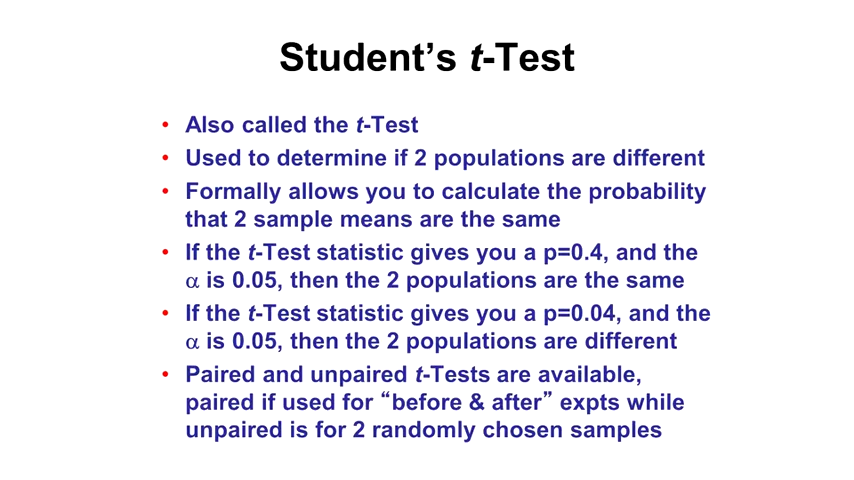 Student’s t-Test
• Also called the t-Test
• Used to determine if 2 populations are different
• Formally allows you to calculate the probability
that 2 sample means are the same
• If the t-Test statistic gives you a p=0.4, and the
α is 0.05, then the 2 populations are the same
• If the t-Test statistic gives you a p=0.04, and the
α is 0.05, then the 2 populations are different
• Paired and unpaired t-Tests are available,
paired if used for “before & after” expts while
unpaired is for 2 randomly chosen samples